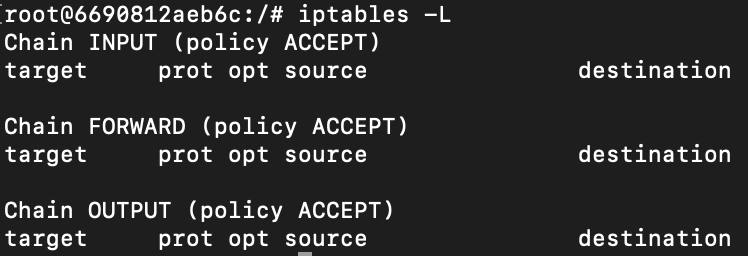 root@6690812aeb6c:/# iptables -L
Chain INPUT (policy ACCEPT)
target     prot opt source               destination

Chain FORWARD (policy ACCEPT)
target     prot opt source               destination

Chain OUTPUT (policy ACCEPT)
target     prot opt source               destination